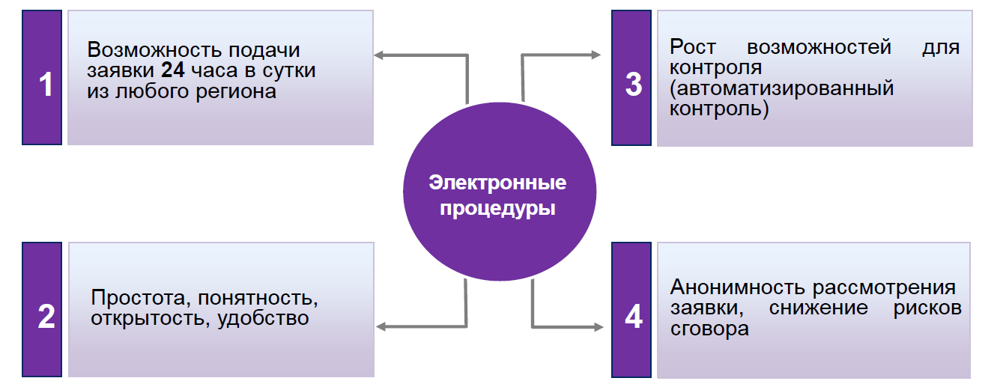 1
Возможность подачи
заявки 24 часа в сутки
из любого региона
2
Простота, понятность,
открытость, удобство
Электронные
процедуры
3
Рост возможностей для
контроля
(автоматизированный
контроль)
4
Анонимность рассмотрения
заявки, снижение рисков
сговора